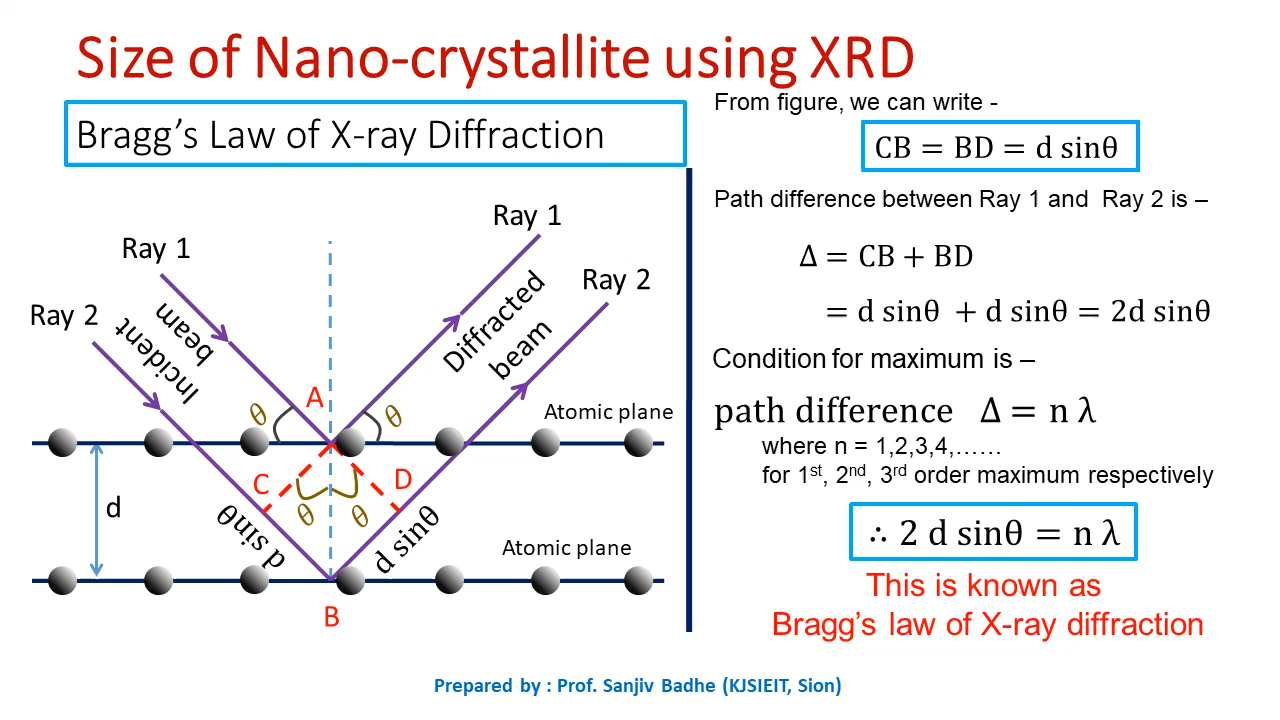 Size of Nano-crystallite using XRD
Bragg’s Law of X-ray Diffraction
Ray 1
Ray 2
Incident
beam
Ray 1
Ray 2
Diffracted
beam
θ
A
θ
Atomic plane
C
D
d
θ
θ
d sinθ
d sinθ
Atomic plane
B
From figure, we can write -
CB = BD = d sinθ
Path difference between Ray 1 and Ray 2 is –
Δ = CB + BD
= d sinθ + d sinθ = 2d sinθ
Condition for maximum is –
path difference Δ = n λ
where n = 1,2,3,4,......
for 1st, 2nd, 3rd order maximum respectively
∴ 2 d sinθ = n λ
This is known as
Bragg’s law of X-ray diffraction
Prepared by : Prof. Sanjiv Badhe (KJSIEIT, Sion)